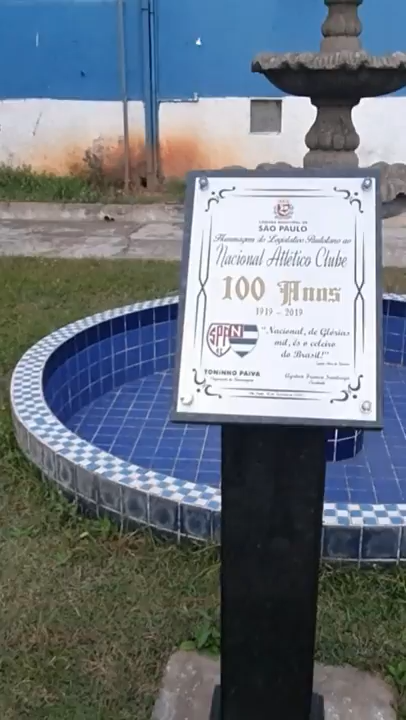 CÂMARA MUNICIPAL DE
SÃO PAULO
Homenagem do Legislativo Paulistano ao
Nacional Atlético Clube
100 Anos
1919 - 2019
SPR
N
"Nacional, de Glórias
mil, és o celeiro
do Brasil!"
TONINHO PAIVA